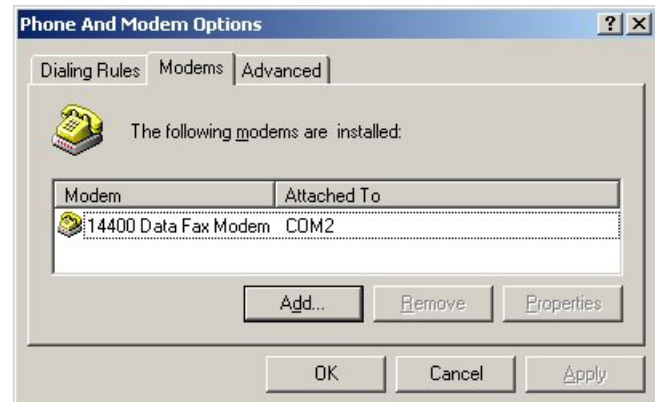 Phone And Modem Options
Dialing Rules Modems Advanced
The following modems are installed:
Modem Attached To
14400 Data Fax Modem COM2
Add... Remove Properties
OK Cancel Apply